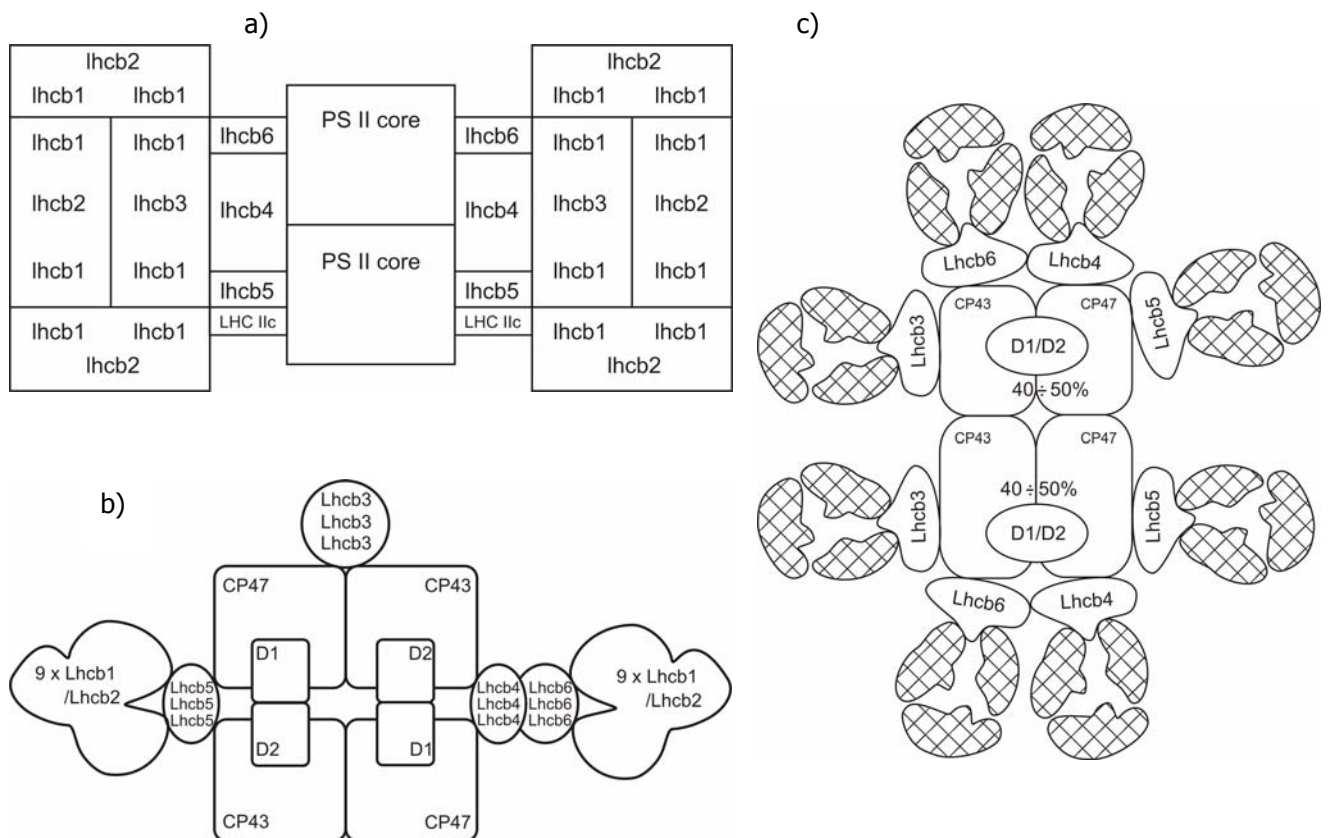 a)
lhcb2
lhcb1 lhcb1
lhcb1 lhcb1
lhcb2 lhcb3
lhcb1 lhcb1
lhcb1 lhcb1
lhcb2
lhcb6
lhcb4
lhcb5
LHC IIc
PS II core
PS II core
lhcb6
lhcb4
lhcb5
LHC IIc
lhcb2
lhcb1 lhcb1
lhcb1 lhcb1
lhcb3 lhcb2
lhcb1 lhcb1
lhcb1 lhcb1
lhcb2
b)
Lhcb3
Lhcb3
Lhcb3
CP47 CP43
D1 D2
9 x Lhcb1
/Lhcb2
Lhcb5
Lhcb5
Lhcb5
Lhcb4
Lhcb4
Lhcb4
Lhcb6
Lhcb6
Lhcb6
9 x Lhcb1
/Lhcb2
D2 D1
CP43 CP47
c)
Lhcb6 Lhcb4
CP43 CP47
Lhcb3
D1/D2
Lhcb5
40÷50%
CP43 CP47
Lhcb3
40÷50%
Lhcb5
D1/D2
Lhcb6 Lhcb4